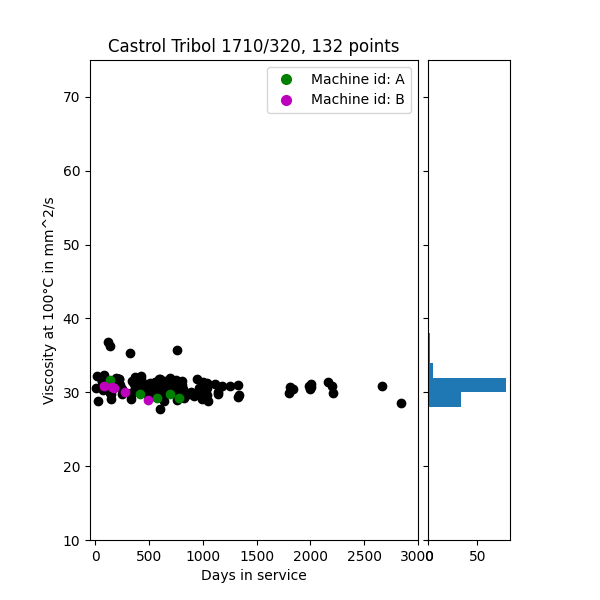 Castrol Tribol 1710/320, 132 points
Machine id: A
Machine id: B
Viscosity at 100°C in mm^2/s
70
60
50
40
30
20
10
0 500 1000 1500 2000 2500 3000
0 50
Days in service